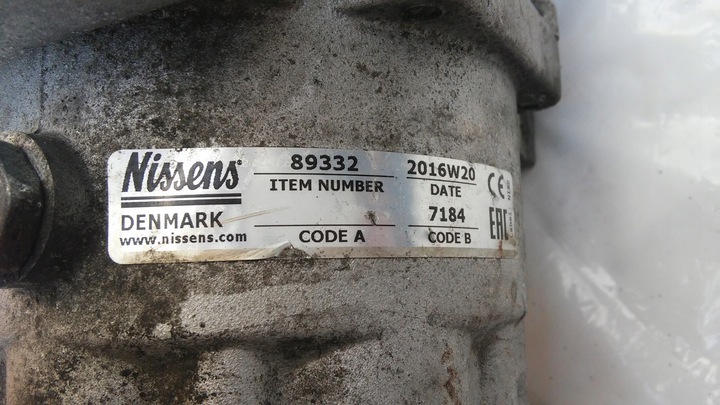 Nissens
DENMARK
www.nissens.com
89332
ITEM NUMBER
CODE A
2016W20
DATE
7184
CODE B
CE
EAC